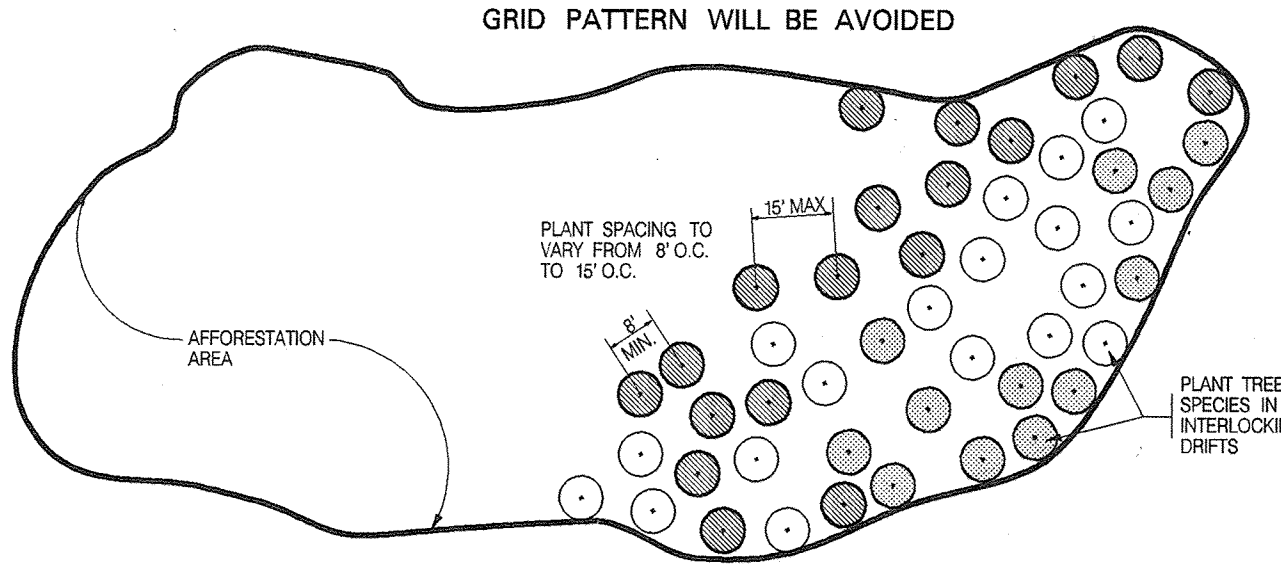 GRID PATTERN WILL BE AVOIDED
PLANT SPACING TO
VARY FROM 8' O.C.
TO 15' O.C.
15' MAX
8'
MIN.
AFFORESTATION
AREA
PLANT TREE
SPECIES IN
INTERLOCKI
DRIFTS